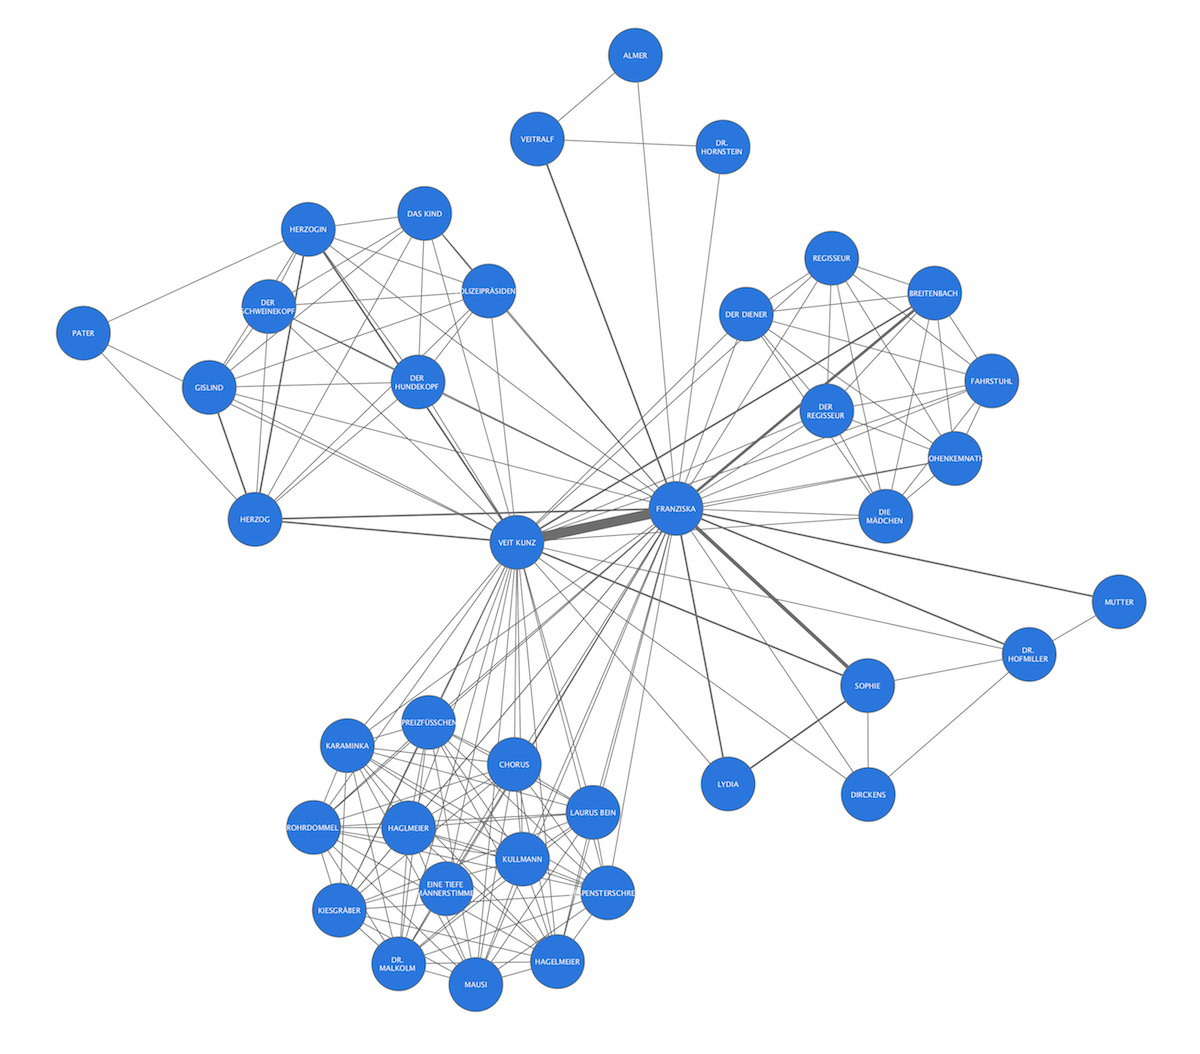 ALMER
VEITRALF
DR.
HORNSTEIN
DAS KIND
HERZOGIN
REGISSEUR
OLIZEIPRÄSIDEN
BREITENBACH
DER
SCHWEINEKOPF
DER DIENER
PATER
GISLIND
DER
HUNDEKOPF
FAHRSTUHL
DER
REGISSEUR
OHENKEMNATH
FRANZISKA
DIE
MÄDCHEN
HERZOG
VEIT KUNZ
MUTTER
DR.
HOFMILLER
SOPHIE
PREIZFÜSSCHEN
KARAMINKA
CHORUS
LYDIA
DIRCKENS
LAURUS BEIN
ROHRDOMMEL
HAGLMEIER
KULLMANN
EINE TIEFE
MÄNNERSTIMME
PENSTERSCHRE
KIESGRÄBER
DR.
MALKOLM
HAGELMEIER
MAUSI